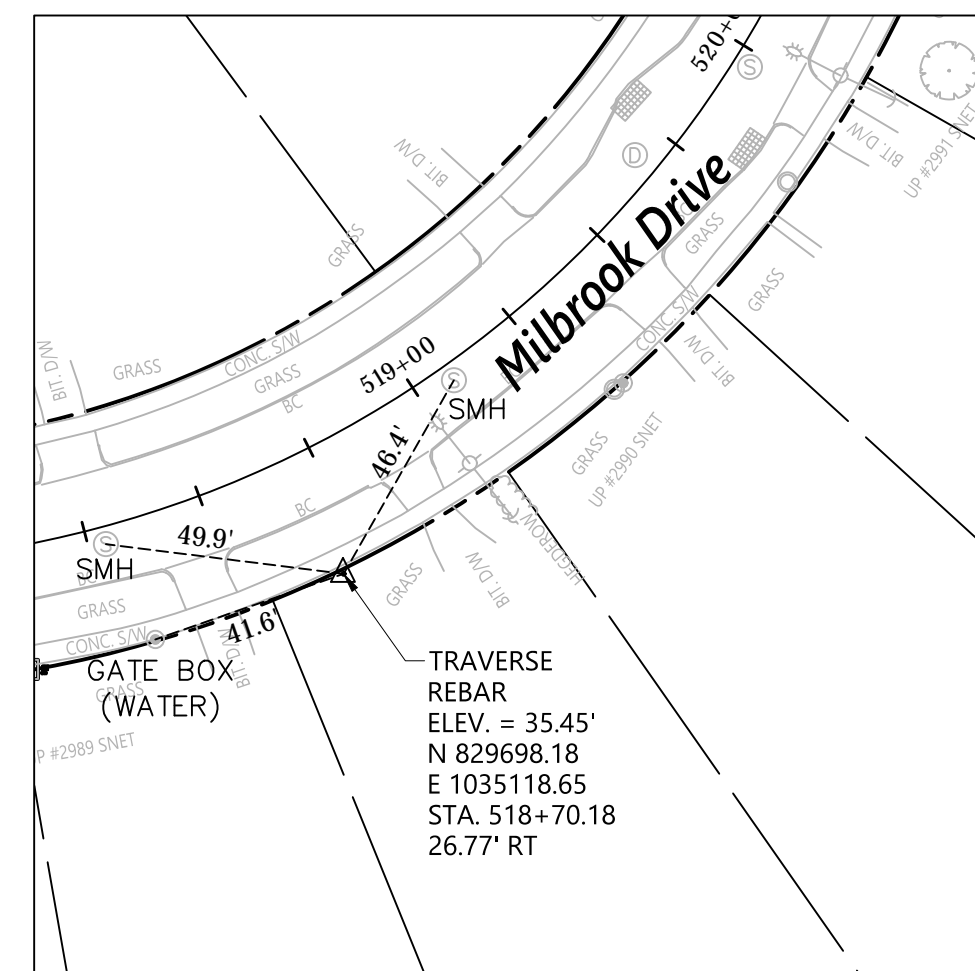 520+
S
D
BIT. D/W
UP #2991 SNET
BIT. D/W
GRASS
Milbrook Drive
GRASS
GRASS
CONC. S/W
BIT. D/W
519+00
CONC. S/W
GRASS
GRASS
BC
BIT. D/W
S
SMH
46.4'
GRASS
UP #2990 SNET
BC
49.9'
S
SMH
HEGDEROW
BIT. D/W
GRASS
GRASS
CONC. S/W
41.6'
BIT. D/W
GATE BOX
(WATER)
GRASS
P #2989 SNET
TRAVERSE
REBAR
ELEV. = 35.45'
N 829698.18
E 1035118.65
STA. 518+70.18
26.77' RT